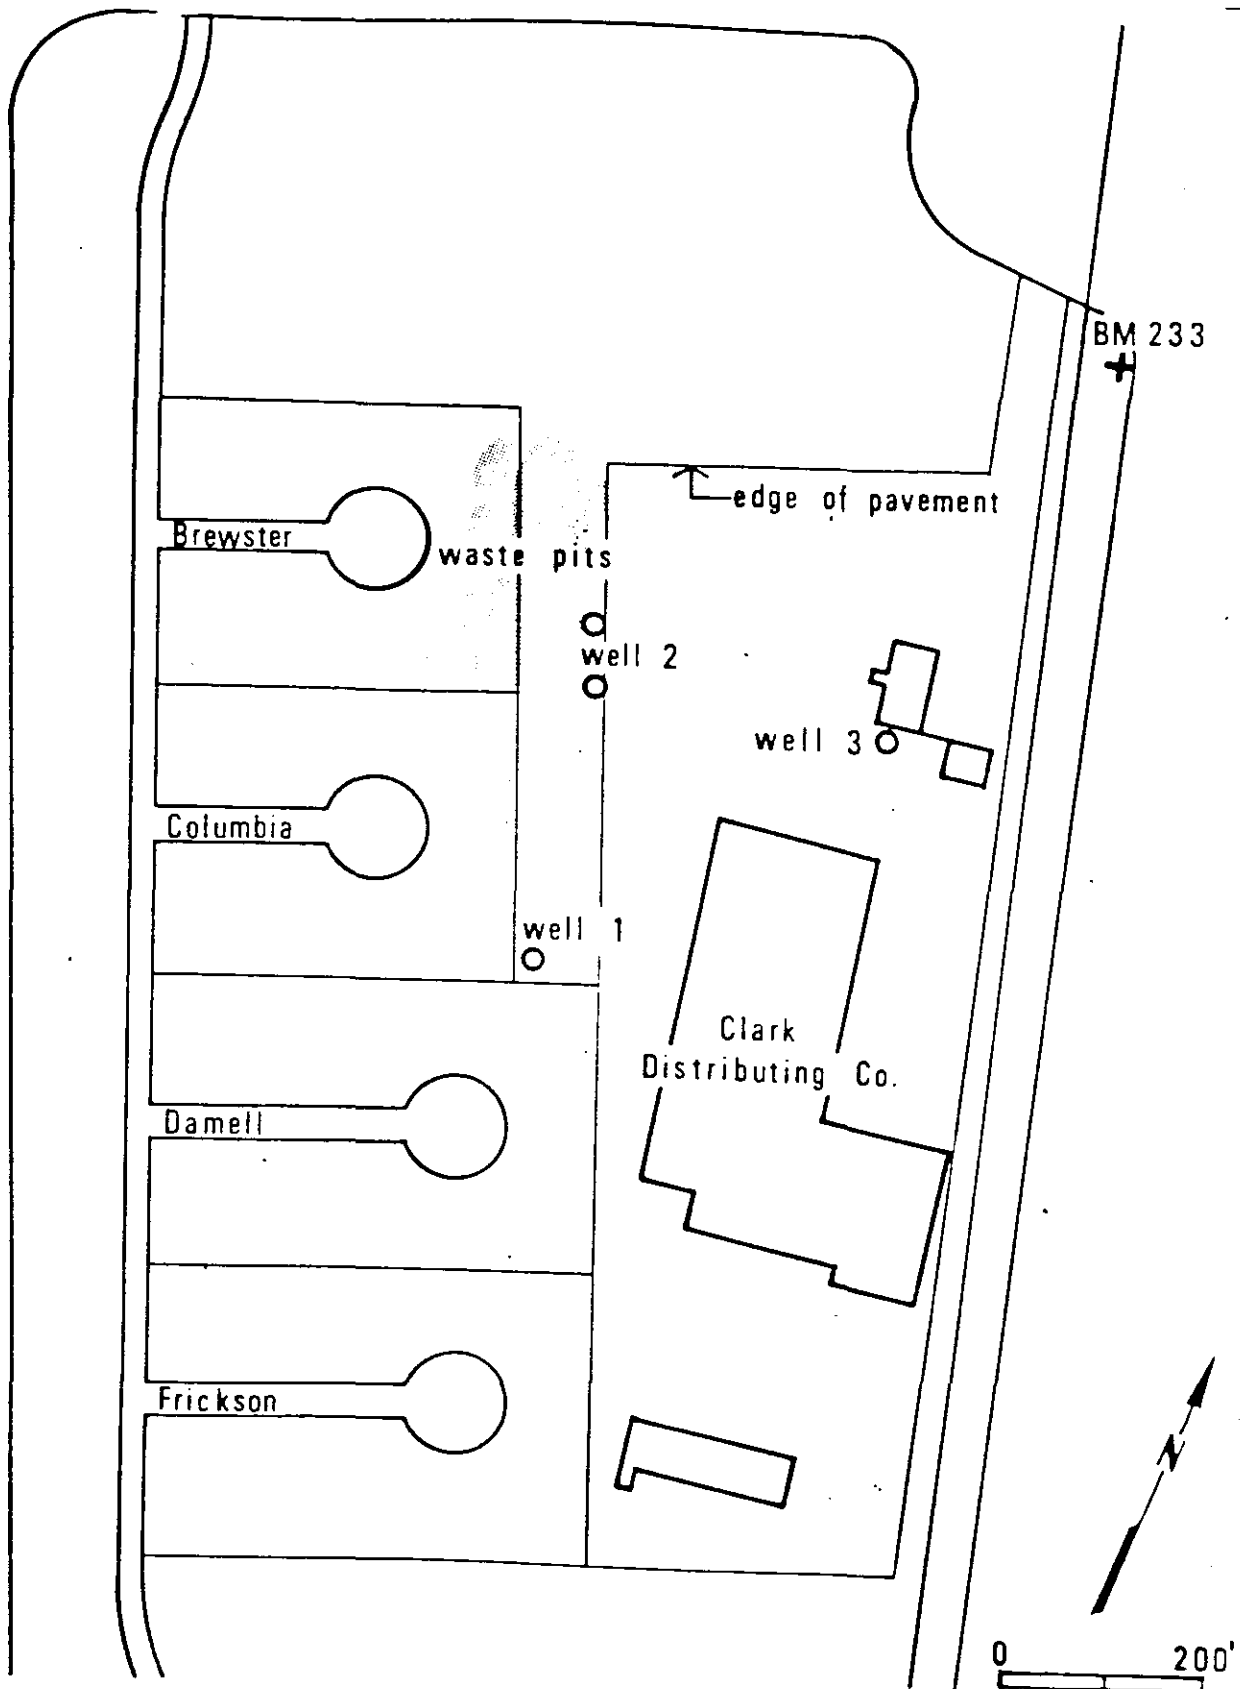 BM 233
edge of pavement
Brewster
waste pits
well 2
well 3
Columbia
well 1
Clark
Distributing Co.
Damell
Frickson
N
0 200'